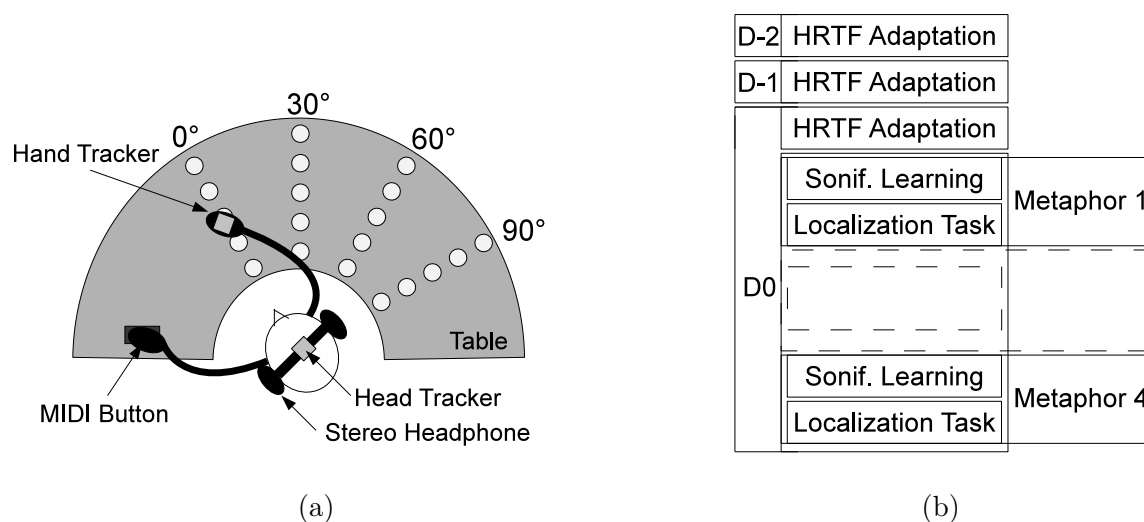 0°
30°
60°
90°
Hand Tracker
Table
MIDI Button
Head Tracker
Stereo Headphone
(a)
D-2 HRTF Adaptation
D-1 HRTF Adaptation
HRTF Adaptation
Sonif. Learning
Localization Task
Metaphor 1
D0
Sonif. Learning
Localization Task
Metaphor 4
(b)